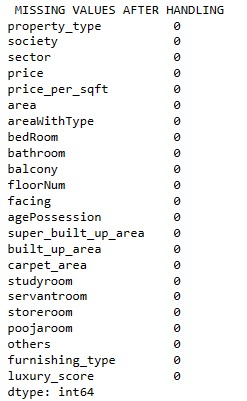 MISSING VALUES AFTER HANDLING
property_type 0
society 0
sector 0
price 0
price_per_sqft 0
area 0
areaWithType 0
bedRoom 0
bathroom 0
balcony 0
floorNum 0
facing 0
agePossession 0
super_built_up_area 0
built_up_area 0
carpet_area 0
studyroom 0
servantroom 0
storeroom 0
poojaroom 0
others 0
furnishing_type 0
luxury_score 0
dtype: int64